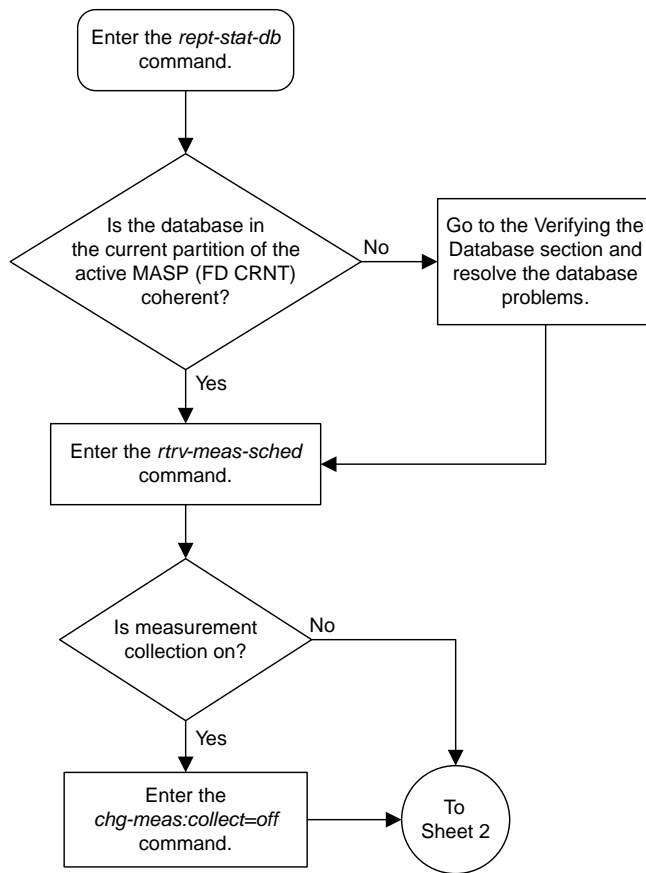 Enter the rept-stat-db
command.
Is the database in
the current partition of the
active MASP (FD CRNT)
coherent?
No
Go to the Verifying the
Database section and
resolve the database
problems.
Yes
Enter the rtrv-meas-sched
command.
Is measurement
collection on?
No
Yes
Enter the
chg-meas:collect=off
command.
To
Sheet 2